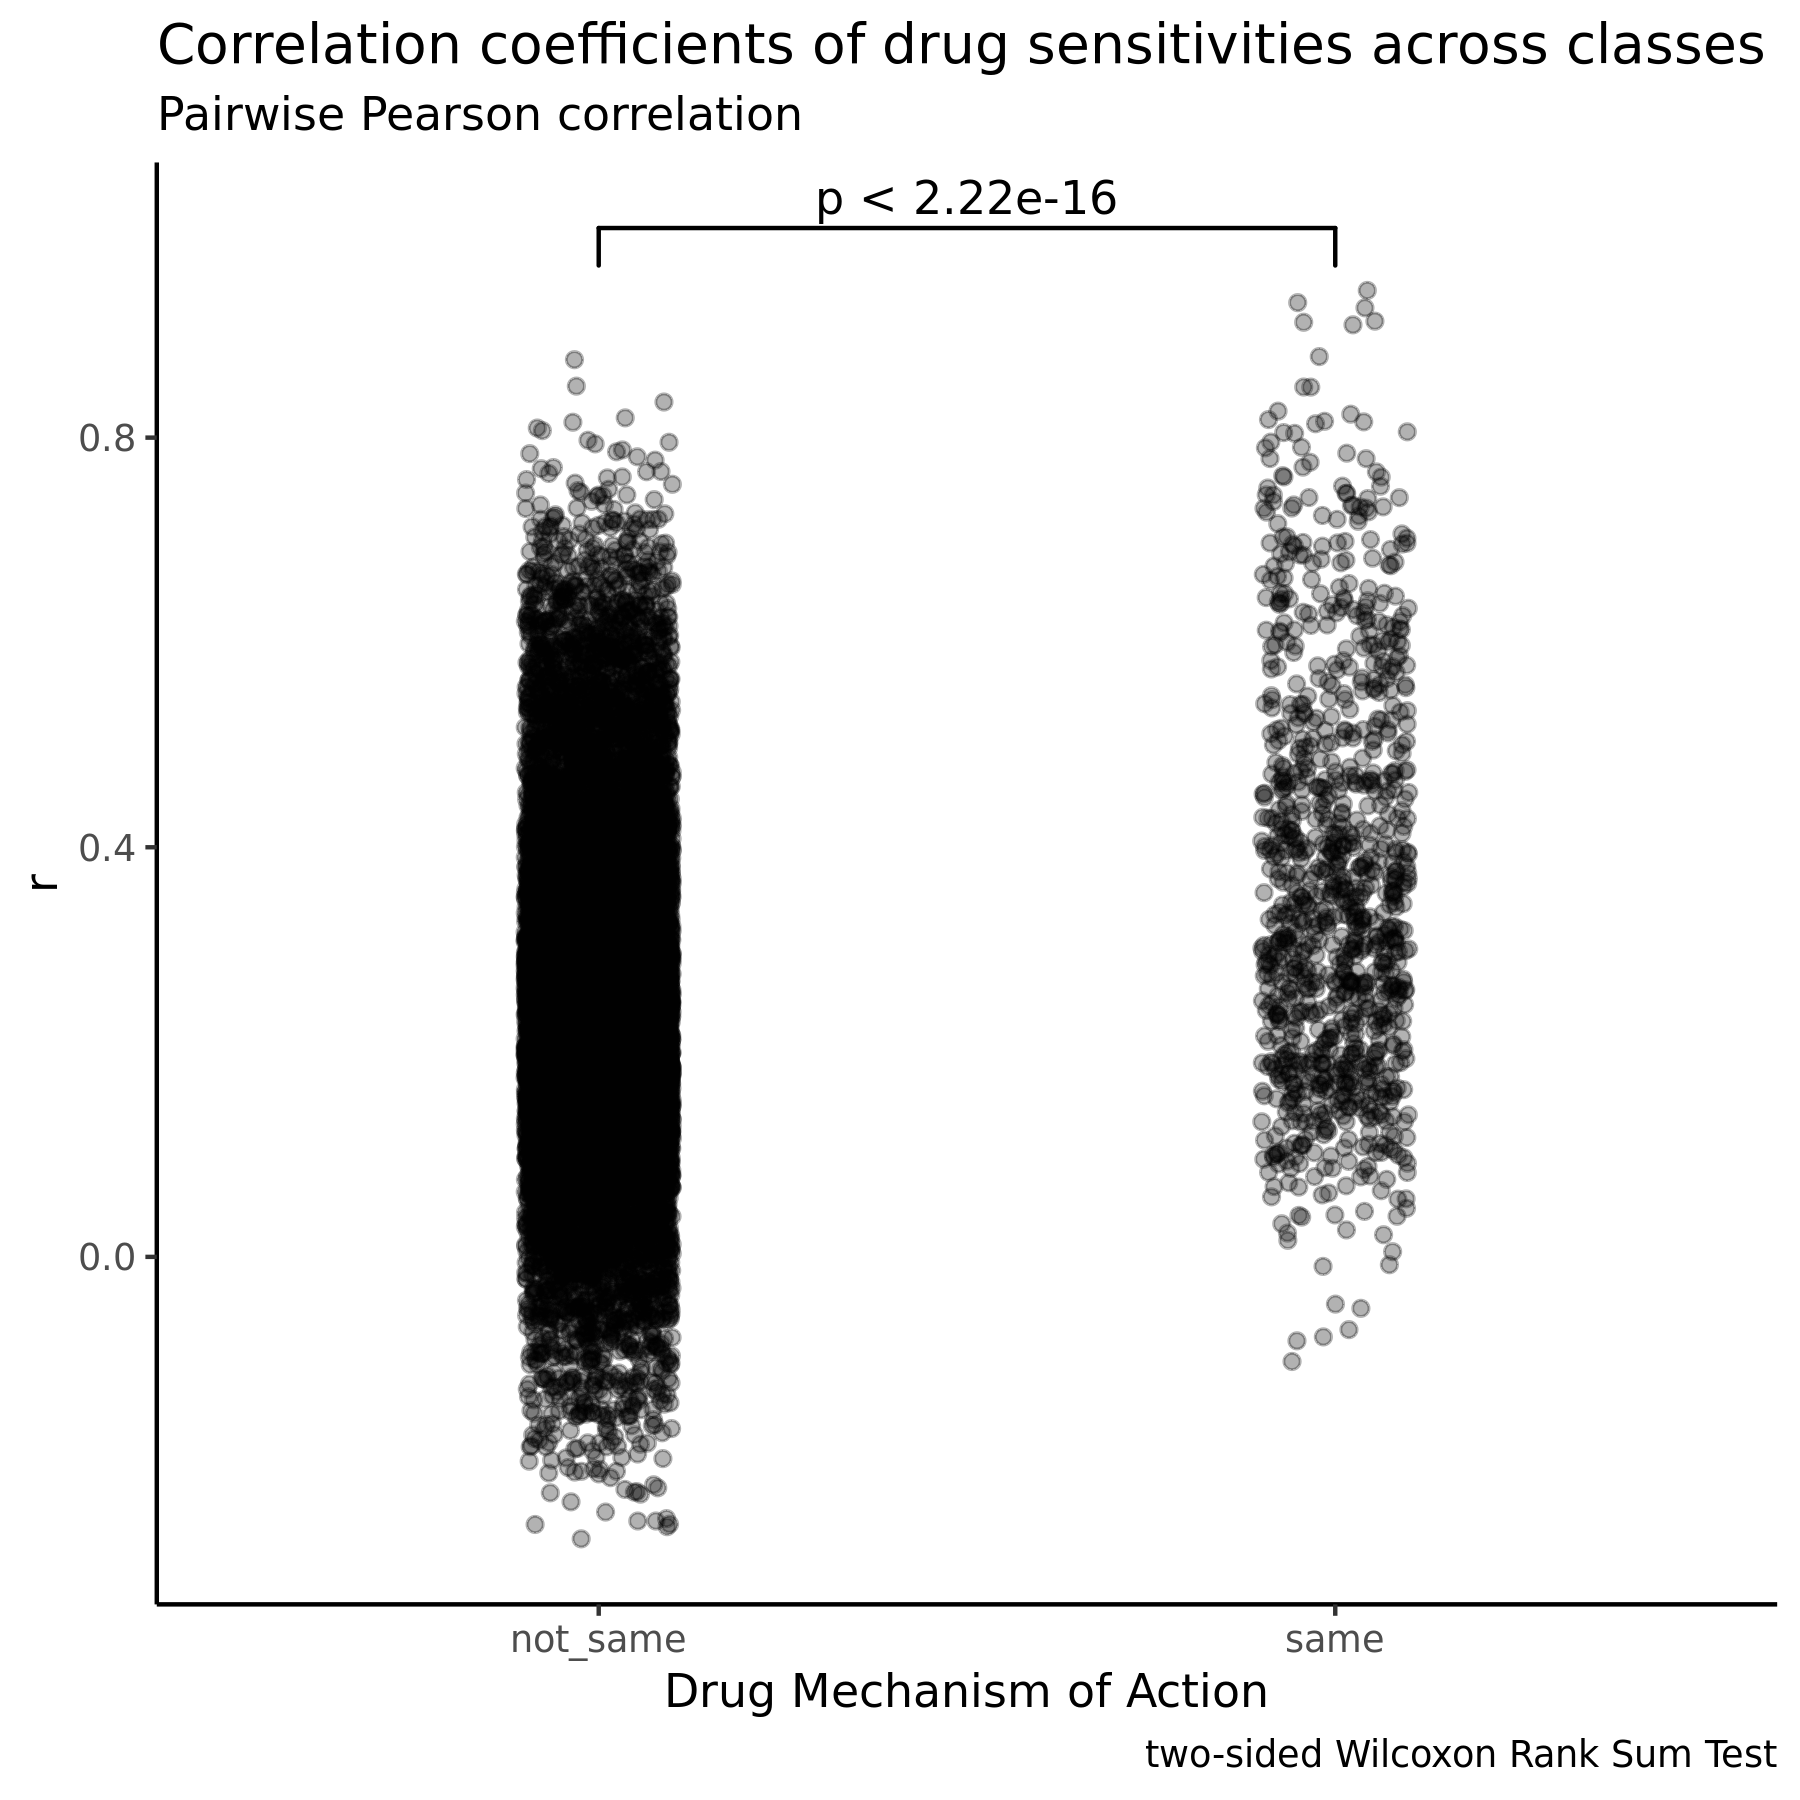 Correlation coefficients of drug sensitivities across classes
Pairwise Pearson correlation
p < 2.22e-16
0.8
0.4
0.0
r
not_same
same
Drug Mechanism of Action
two-sided Wilcoxon Rank Sum Test